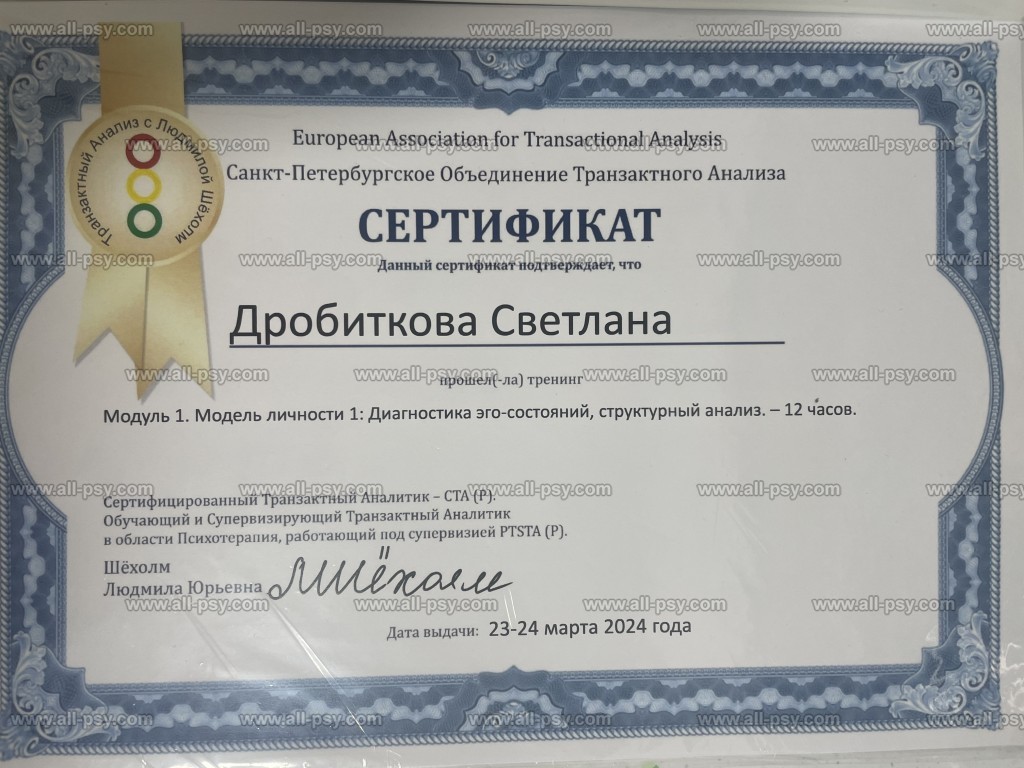 European Association for Transactional Analysis
Санкт-Петербургское Объединение Транзактного Анализа
Транзактный Анализ с Людмилой Шёхолм
СЕРТИФИКАТ
Данный сертификат подтверждает, что
Дробиткова Светлана
прошел(-ла) тренинг
Модуль 1. Модель личности 1: Диагностика эго-состояний, структурный анализ. – 12 часов.
Сертифицированный Транзактный Аналитик – CTA (P).
Обучающий и Супервизирующий Транзактный Аналитик
в области Психотерапия, работающий под супервизией PTSTA (P).
Шёхолм
Людмила Юрьевна ЛШёхолм
Дата выдачи: 23-24 марта 2024 года
www.all-psy.com